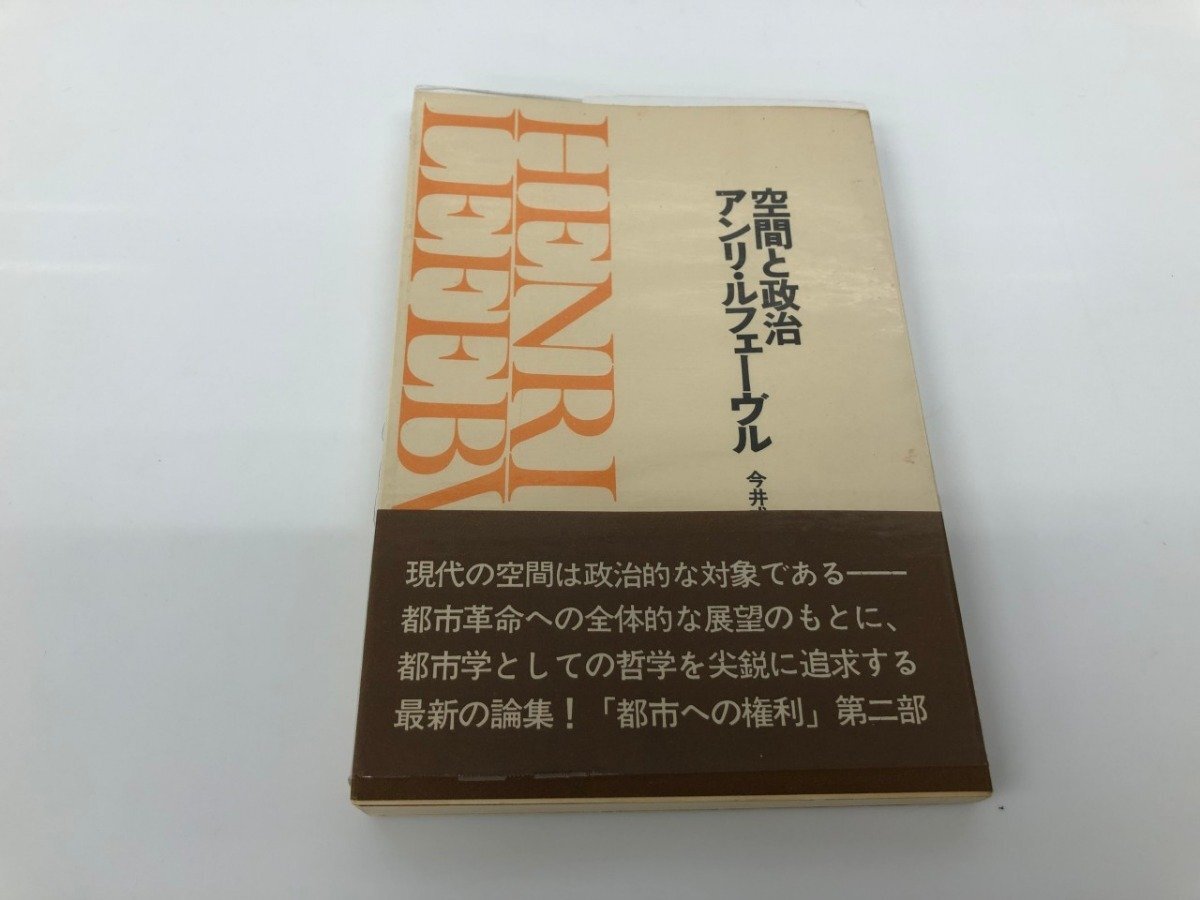 HENRI
LEFEBV
空間と政治
アンリ・ルフェーヴル
今井
現代の空間は政治的な対象である――
都市革命への全体的な展望のもとに、
都市学としての哲学を尖鋭に追求する
最新の論集!「都市への権利」第二部